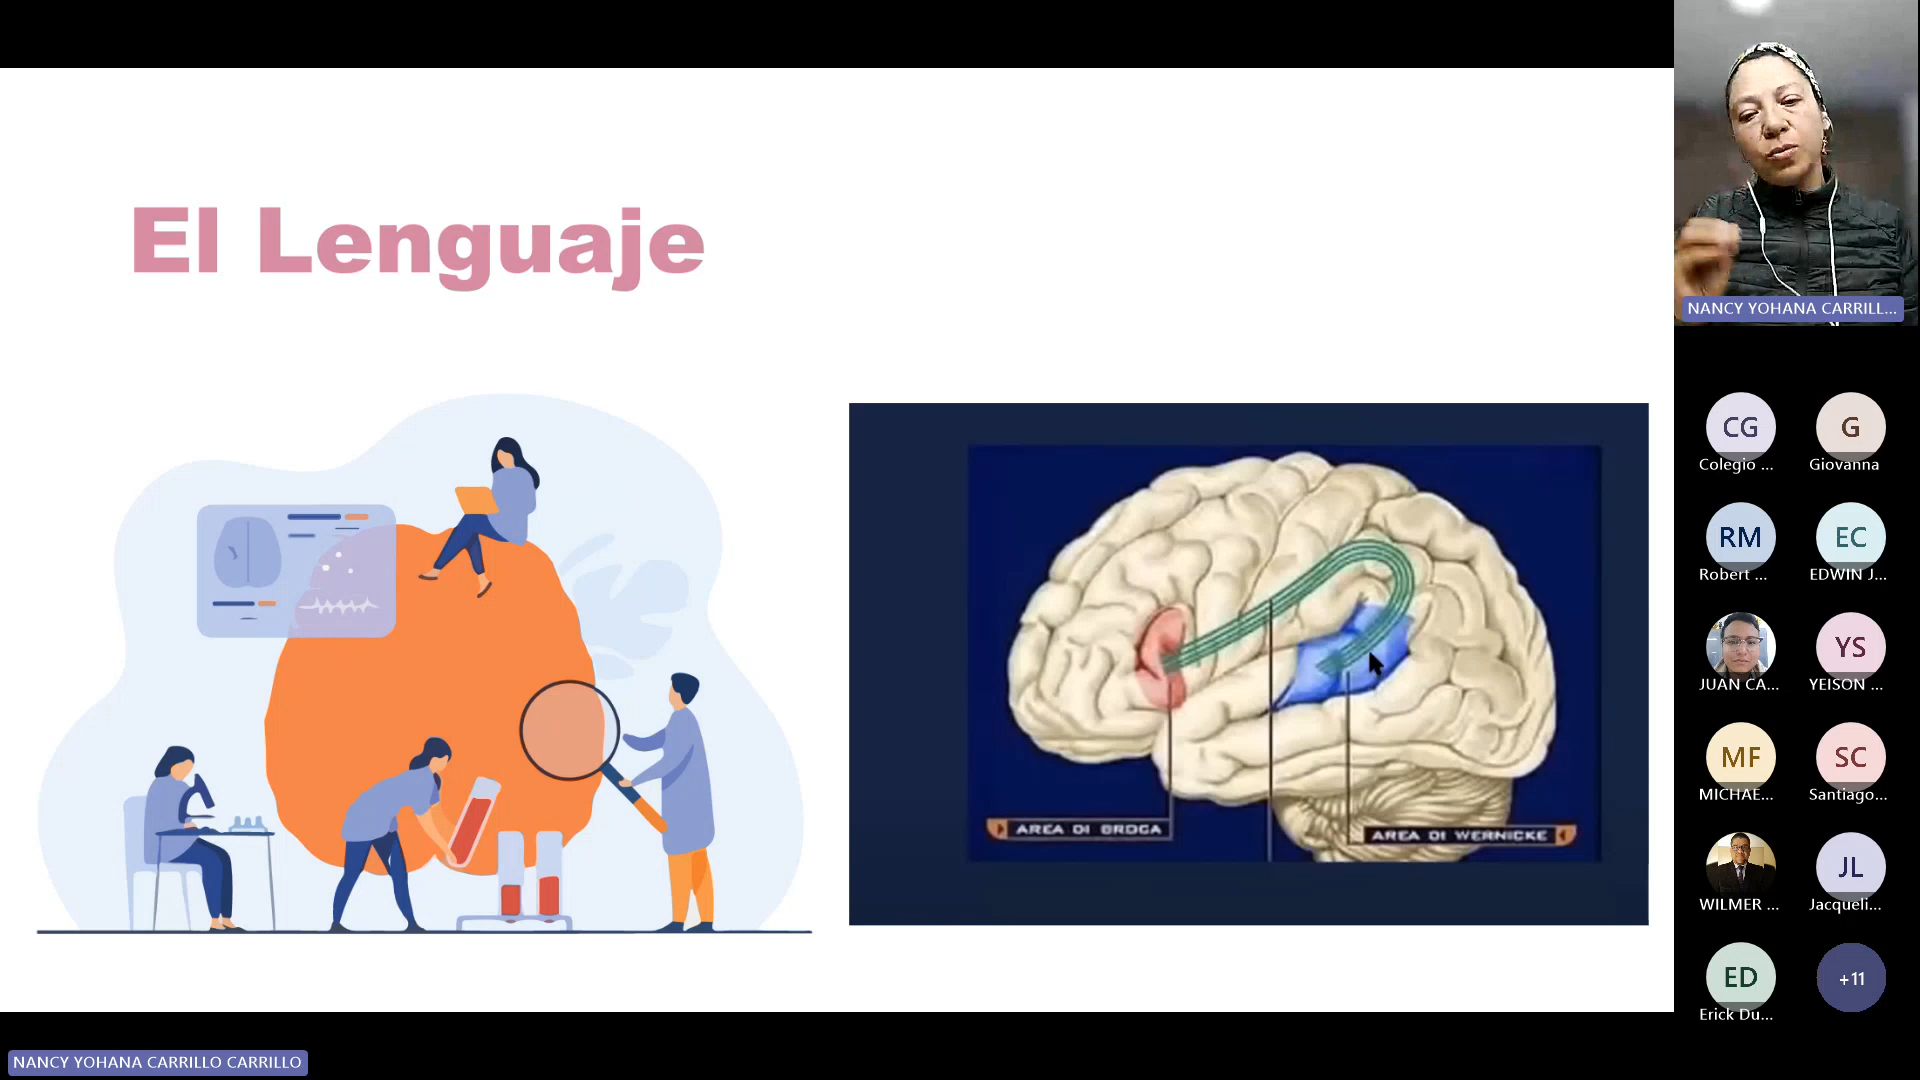 El Lenguaje
AREA DI BROCA
AREA DI WERNICKE
NANCY YOHANA CARRILL...
CG
Colegio ...
G
Giovanna
RM
Robert ...
EC
EDWIN J...
JUAN CA...
YS
YEISON ...
MF
MICHAE...
SC
Santiago...
WILMER ...
JL
Jacqueli...
ED
Erick Du...
+11
NANCY YOHANA CARRILLO CARRILLO